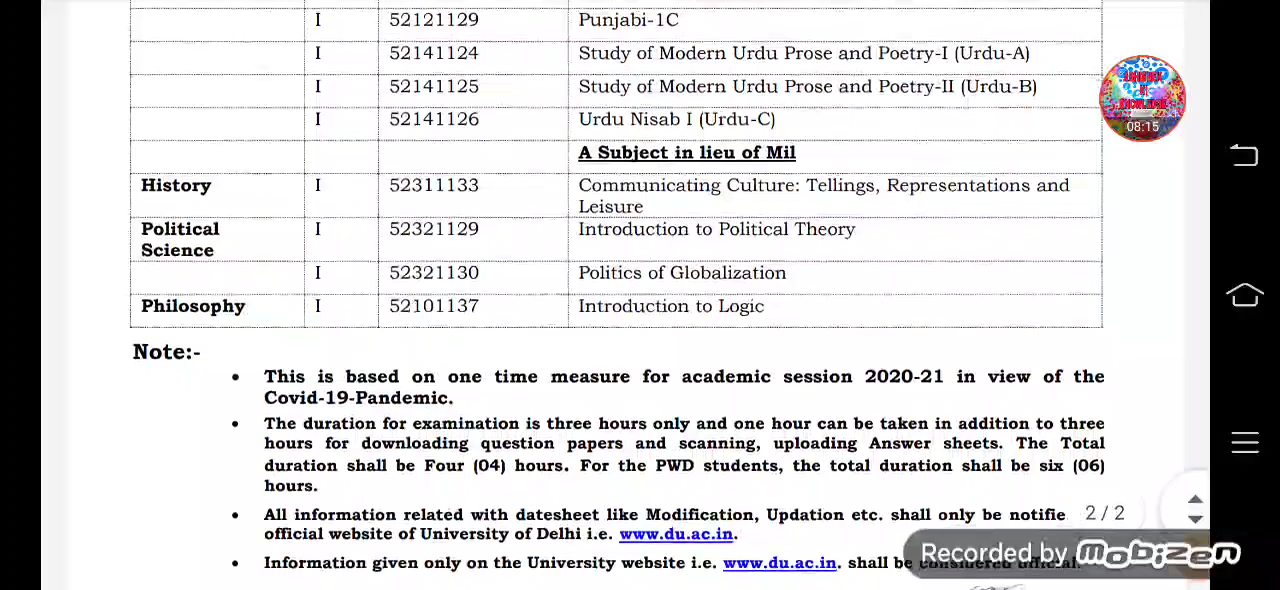 I 52121129 Punjabi-1C
I 52141124 Study of Modern Urdu Prose and Poetry-I (Urdu-A)
I 52141125 Study of Modern Urdu Prose and Poetry-II (Urdu-B)
I 52141126 Urdu Nisab I (Urdu-C)
A Subject in lieu of Mil
History I 52311133 Communicating Culture: Tellings, Representations and
Leisure
Political I 52321129 Introduction to Political Theory
Science
I 52321130 Politics of Globalization
Philosophy I 52101137 Introduction to Logic
Note:-
• This is based on one time measure for academic session 2020-21 in view of the
Covid-19-Pandemic.
• The duration for examination is three hours only and one hour can be taken in addition to three
hours for downloading question papers and scanning, uploading Answer sheets. The Total
duration shall be Four (04) hours. For the PWD students, the total duration shall be six (06)
hours.
• All information related with datesheet like Modification, Updation etc. shall only be notifie
official website of University of Delhi i.e. www.du.ac.in.
• Information given only on the University website i.e. www.du.ac.in. shall be considered official.
08:15
2 / 2
Recorded by mobizen